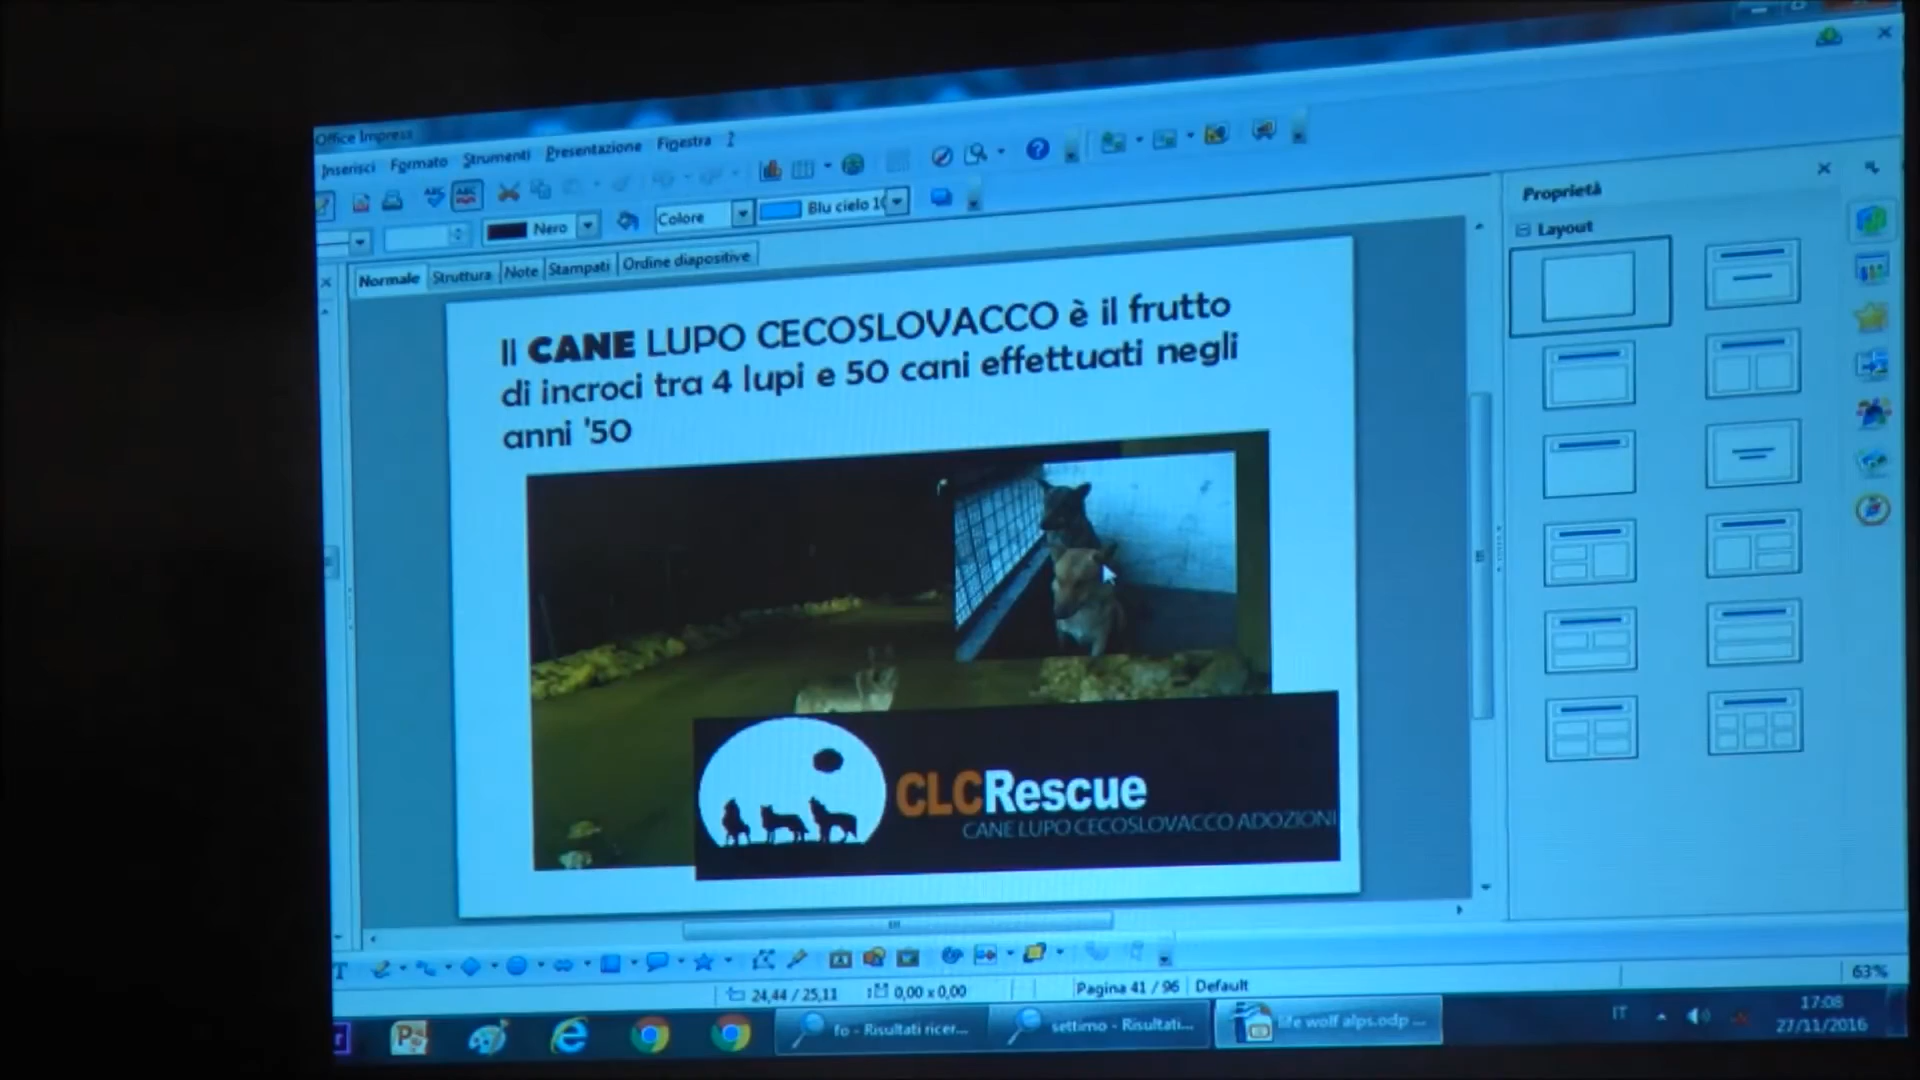 Office Impress
Inserisci Formato Strumenti Presentazione Finestra ?
Nero
Colore
Blu cielo 1
Normale Struttura Note Stampati Ordine diapositive
Proprietà
Layout
Il CANE LUPO CECOSLOVACCO è il frutto
di incroci tra 4 lupi e 50 cani effettuati negli
anni '50
CLCRescue
CANE LUPO CECOSLOVACCO ADOZIONI
24,44 / 25,11 0,00 x 0,00 Pagina 41 / 96 Default
63%
fo - Risultati ricer...
settimo - Risultati...
life wolf alps.odp ...
IT
17:08
27/11/2016